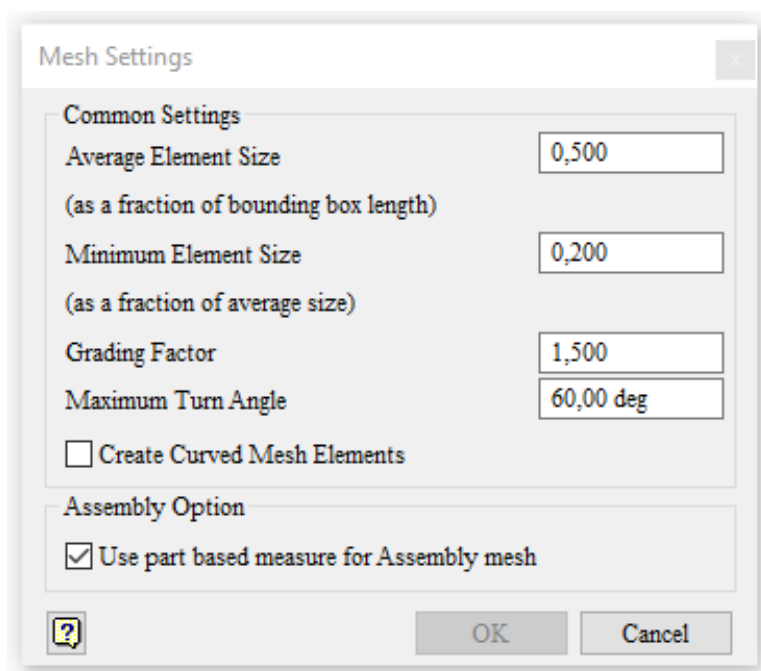 Mesh Settings
x
Common Settings
Average Element Size 0,500
(as a fraction of bounding box length)
Minimum Element Size 0,200
(as a fraction of average size)
Grading Factor 1,500
Maximum Turn Angle 60,00 deg
Create Curved Mesh Elements
Assembly Option
Use part based measure for Assembly mesh
? OK Cancel